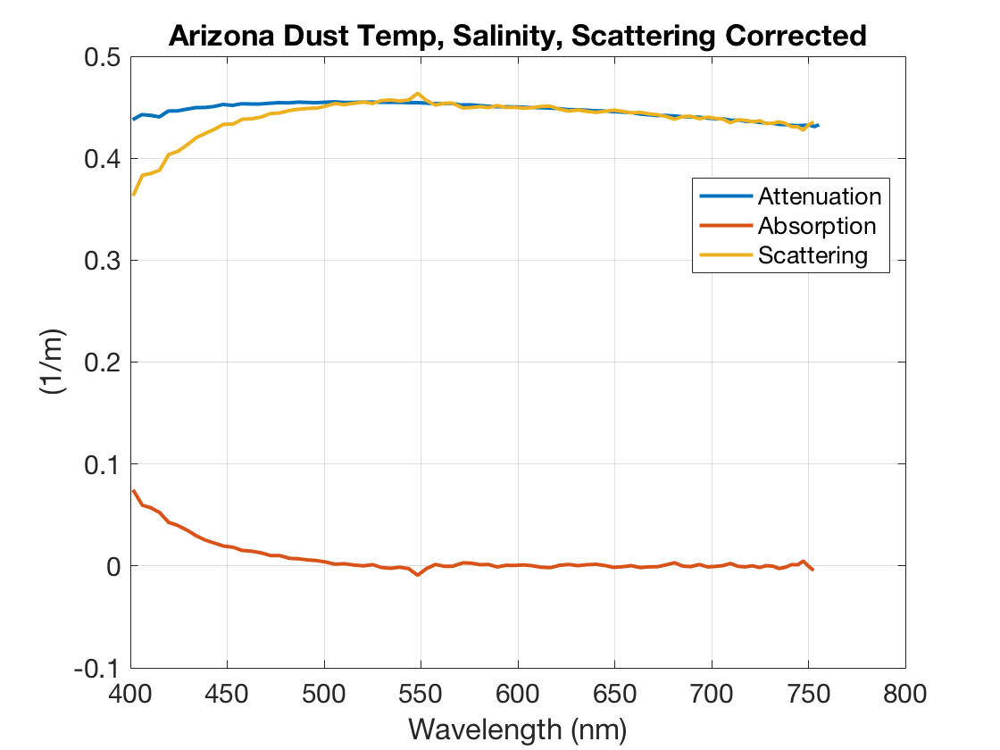 Arizona Dust Temp, Salinity, Scattering Corrected
0.5
0.4
0.3
0.2
0.1
0
-0.1
(1/m)
Attenuation
Absorption
Scattering
400 450 500 550 600 650 700 750 800
Wavelength (nm)